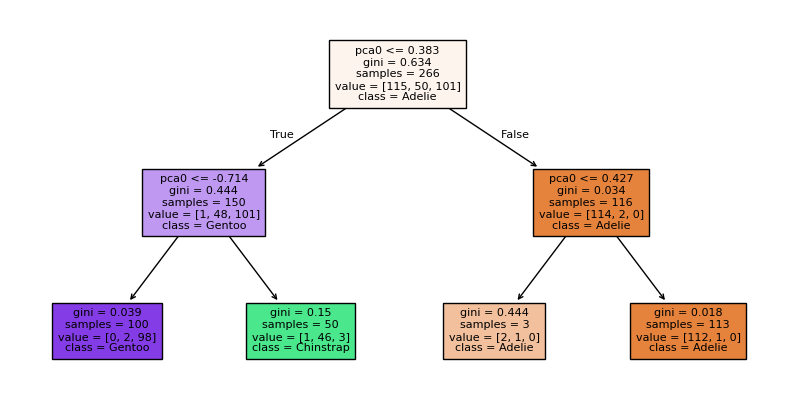 pca0 <= 0.383
gini = 0.634
samples = 266
value = [115, 50, 101]
class = Adelie
True
False
pca0 <= -0.714
gini = 0.444
samples = 150
value = [1, 48, 101]
class = Gentoo
pca0 <= 0.427
gini = 0.034
samples = 116
value = [114, 2, 0]
class = Adelie
gini = 0.039
samples = 100
value = [0, 2, 98]
class = Gentoo
gini = 0.15
samples = 50
value = [1, 46, 3]
class = Chinstrap
gini = 0.444
samples = 3
value = [2, 1, 0]
class = Adelie
gini = 0.018
samples = 113
value = [112, 1, 0]
class = Adelie